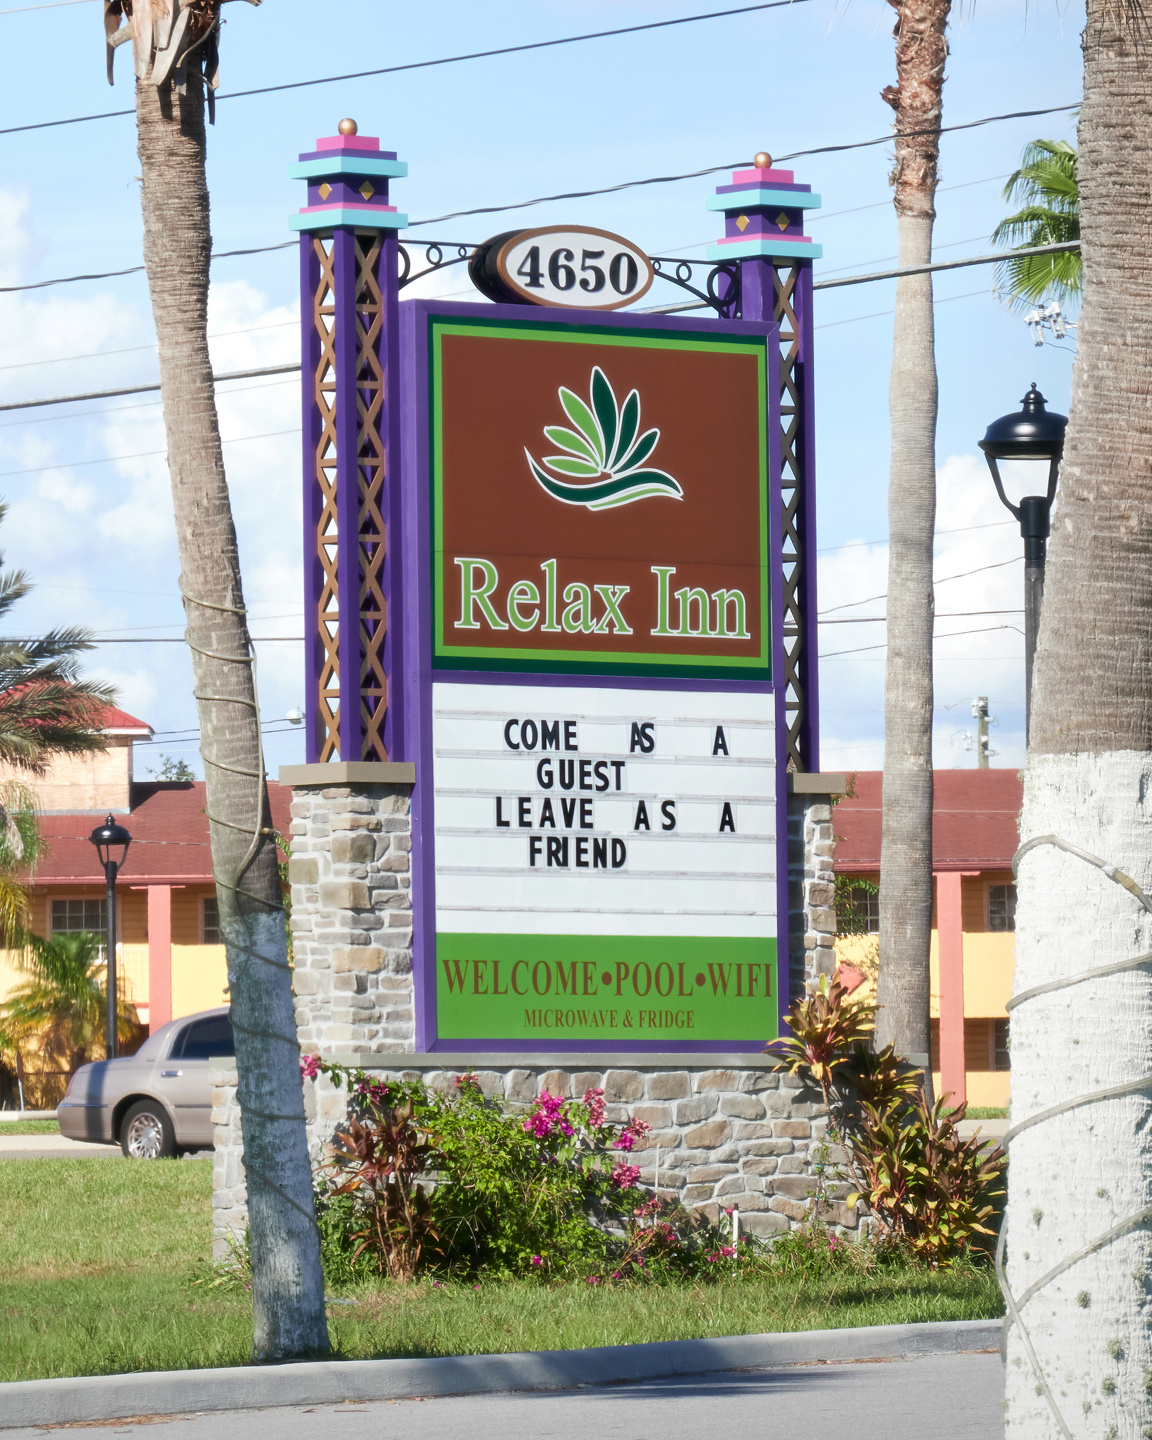 4650
Relax Inn
COME AS A
GUEST
LEAVE AS A
FRIEND
WELCOME•POOL•WIFI
MICROWAVE & FRIDGE